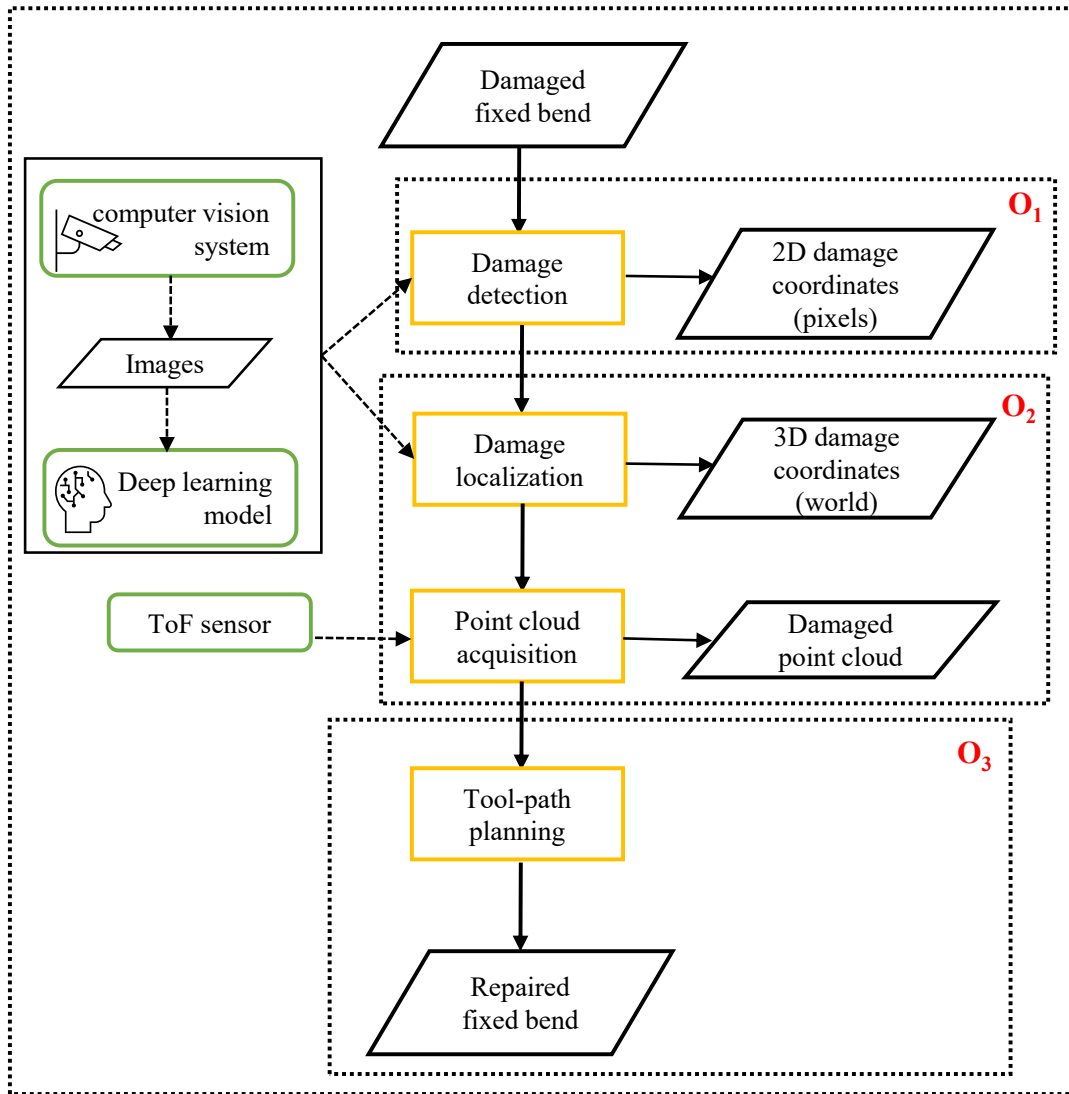 Damaged
fixed bend
computer vision
system
Images
Deep learning
model
ToF sensor
O₁
Damage
detection
2D damage
coordinates
(pixels)
O₂
Damage
localization
3D damage
coordinates
(world)
Point cloud
acquisition
Damaged
point cloud
O₃
Tool-path
planning
Repaired
fixed bend